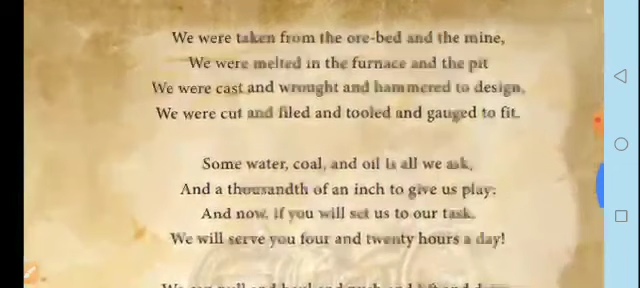 We were taken from the ore-bed and the mine,
We were melted in the furnace and the pit
We were cast and wrought and hammered to design,
We were cut and filed and tooled and gauged to fit.
Some water, coal, and oil is all we ask,
And a thousandth of an inch to give us play:
And now, if you will set us to our task,
We will serve you four and twenty hours a day!